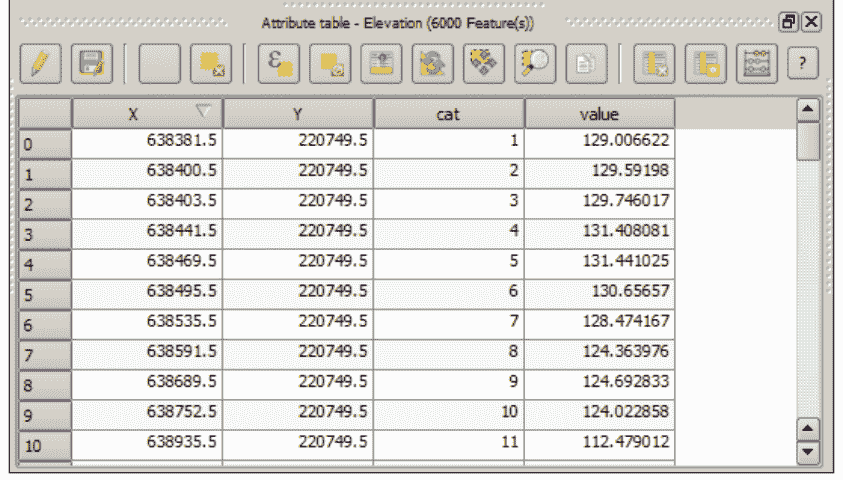 Attribute table - Elevation (6000 Feature(s))
ε ?
X Y cat value
0 638381.5 220749.5 1 129.006622
1 638400.5 220749.5 2 129.59198
2 638403.5 220749.5 3 129.746017
3 638441.5 220749.5 4 131.408081
4 638469.5 220749.5 5 131.441025
5 638495.5 220749.5 6 130.65657
6 638535.5 220749.5 7 128.474167
7 638591.5 220749.5 8 124.363976
8 638689.5 220749.5 9 124.692833
9 638752.5 220749.5 10 124.022858
10 638935.5 220749.5 11 112.479012